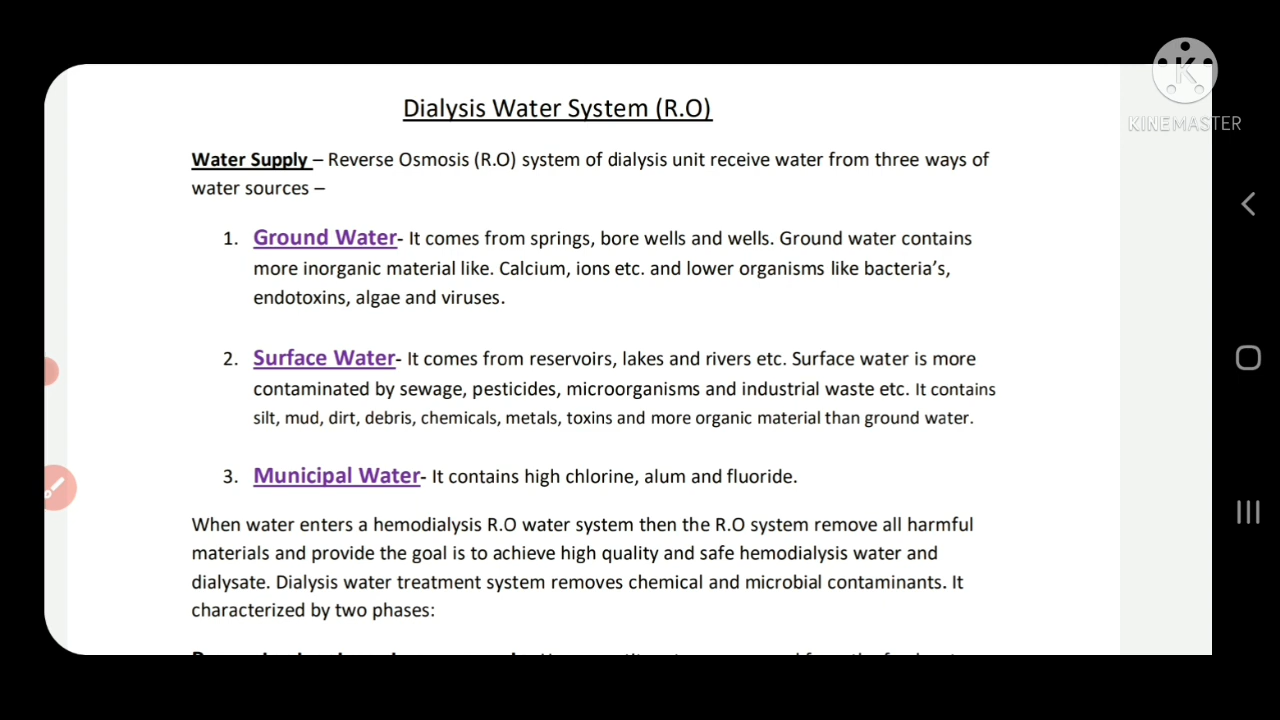 Dialysis Water System (R.O)
Water Supply – Reverse Osmosis (R.O) system of dialysis unit receive water from three ways of
water sources –
1. Ground Water- It comes from springs, bore wells and wells. Ground water contains
more inorganic material like. Calcium, ions etc. and lower organisms like bacteria's,
endotoxins, algae and viruses.
2. Surface Water- It comes from reservoirs, lakes and rivers etc. Surface water is more
contaminated by sewage, pesticides, microorganisms and industrial waste etc. It contains
silt, mud, dirt, debris, chemicals, metals, toxins and more organic material than ground water.
3. Municipal Water- It contains high chlorine, alum and fluoride.
When water enters a hemodialysis R.O water system then the R.O system remove all harmful
materials and provide the goal is to achieve high quality and safe hemodialysis water and
dialysate. Dialysis water treatment system removes chemical and microbial contaminants. It
characterized by two phases:
K
KINEMASTER